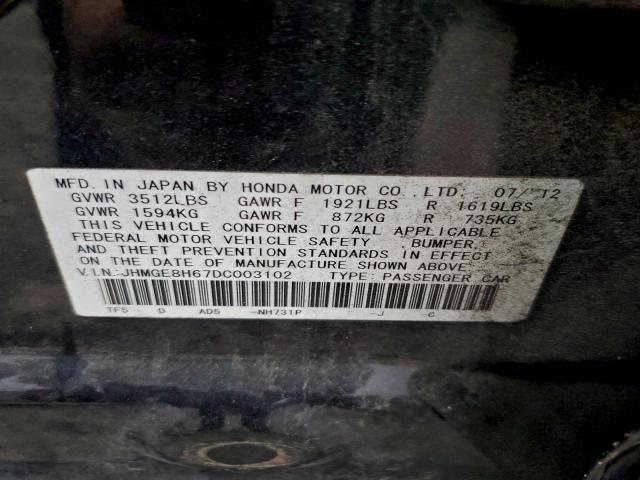 MFD. IN JAPAN BY HONDA MOTOR CO., LTD. 07/12
GVWR 3512LBS GAWR F 1921LBS R 1619LBS
GVWR 1594KG GAWR F 872KG R 735KG
THIS VEHICLE CONFORMS TO ALL APPLICABLE
FEDERAL MOTOR VEHICLE SAFETY , BUMPER,
AND THEFT PREVENTION STANDARDS IN EFFECT
ON THE DATE OF MANUFACTURE SHOWN ABOVE.
V.I.N: JHMGE8H67DC003102 TYPE: PASSENGER CAR
TF5 D AD5 -NH731P -J -C